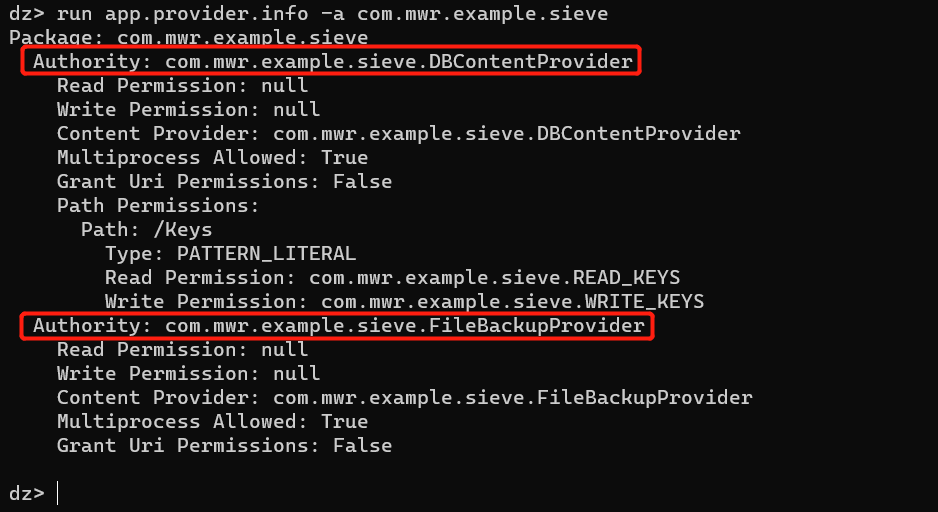 dz> run app.provider.info -a com.mwr.example.sieve
Package: com.mwr.example.sieve
Authority: com.mwr.example.sieve.DBContentProvider
Read Permission: null
Write Permission: null
Content Provider: com.mwr.example.sieve.DBContentProvider
Multiprocess Allowed: True
Grant Uri Permissions: False
Path Permissions:
Path: /Keys
Type: PATTERN_LITERAL
Read Permission: com.mwr.example.sieve.READ_KEYS
Write Permission: com.mwr.example.sieve.WRITE_KEYS
Authority: com.mwr.example.sieve.FileBackupProvider
Read Permission: null
Write Permission: null
Content Provider: com.mwr.example.sieve.FileBackupProvider
Multiprocess Allowed: True
Grant Uri Permissions: False
dz>